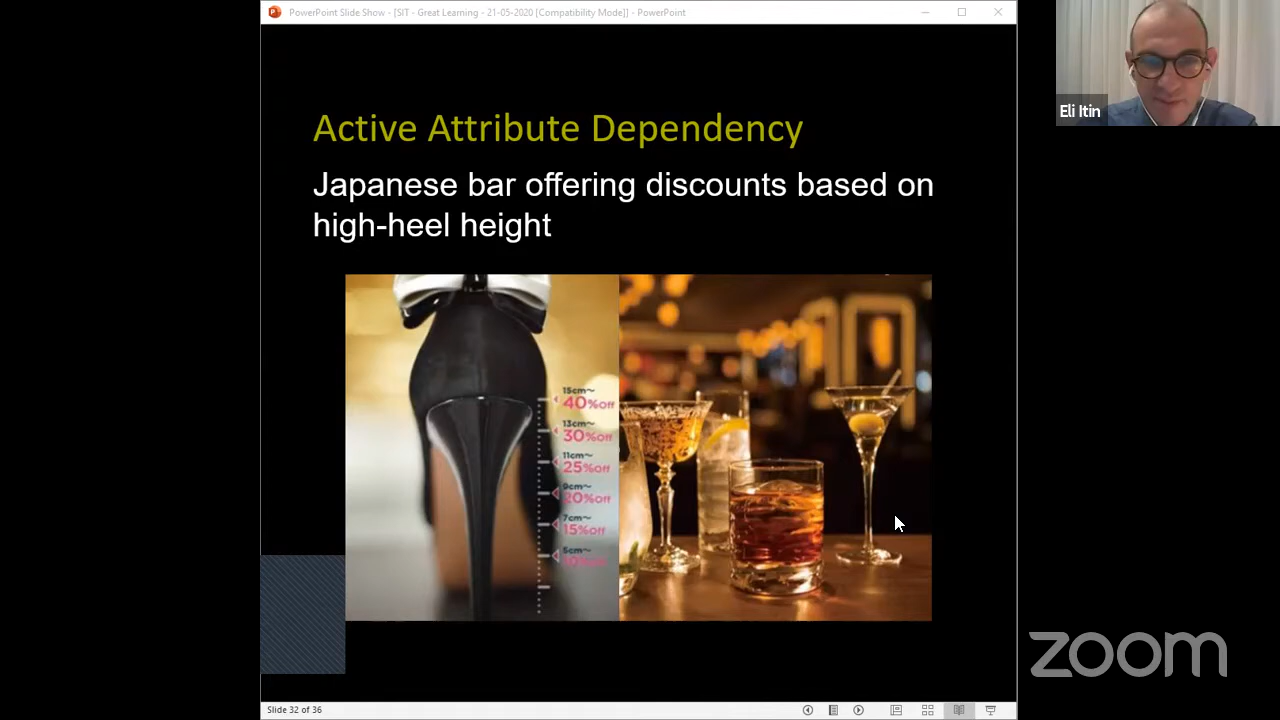 PowerPoint Slide Show - [SIT - Great Learning - 21-05-2020 [Compatibility Mode]] - PowerPoint
Eli Itin
Active Attribute Dependency
Japanese bar offering discounts based on
high-heel height
15cm~
40%off
13cm~
30%off
11cm~
25%off
9cm~
20%off
7cm~
15%off
5cm~
10%off
zoom
Slide 32 of 36